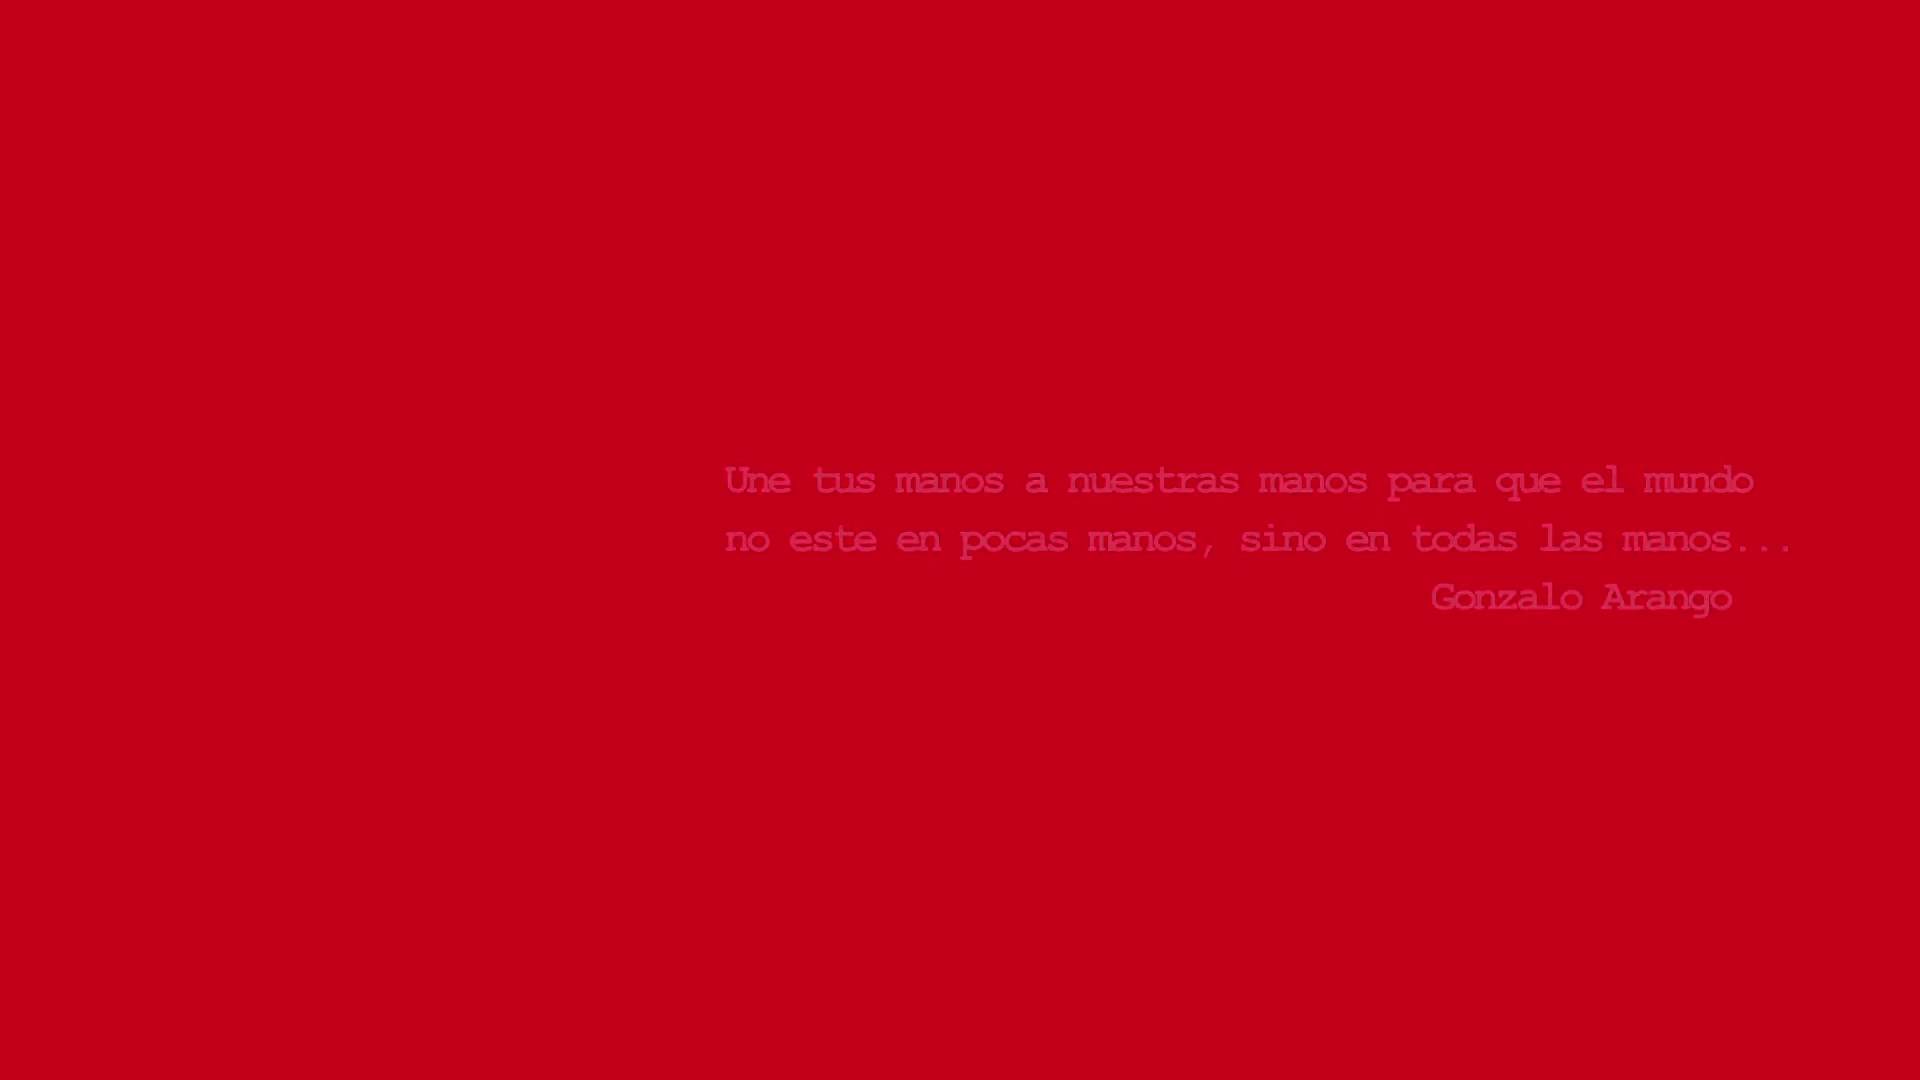 Une tus manos a nuestras manos para que el mundo
no este en pocas manos, sino en todas las manos...
Gonzalo Arango